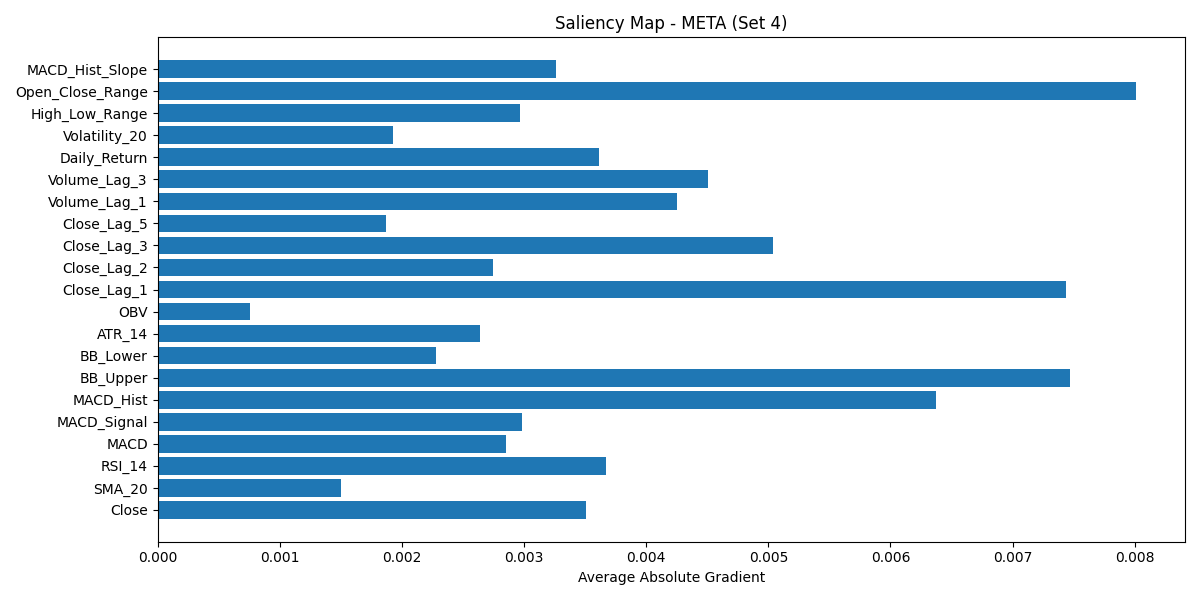 Saliency Map - META (Set 4)
MACD_Hist_Slope
Open_Close_Range
High_Low_Range
Volatility_20
Daily_Return
Volume_Lag_3
Volume_Lag_1
Close_Lag_5
Close_Lag_3
Close_Lag_2
Close_Lag_1
OBV
ATR_14
BB_Lower
BB_Upper
MACD_Hist
MACD_Signal
MACD
RSI_14
SMA_20
Close
0.000 0.001 0.002 0.003 0.004 0.005 0.006 0.007 0.008
Average Absolute Gradient